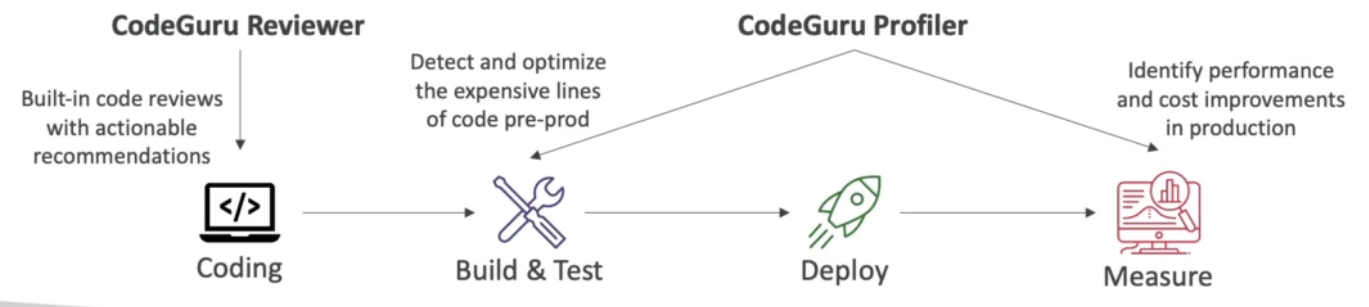 CodeGuru Reviewer
CodeGuru Profiler
Built-in code reviews
with actionable
recommendations
Detect and optimize
the expensive lines
of code pre-prod
Identify performance
and cost improvements
in production
</>
Coding
Build & Test
Deploy
Measure